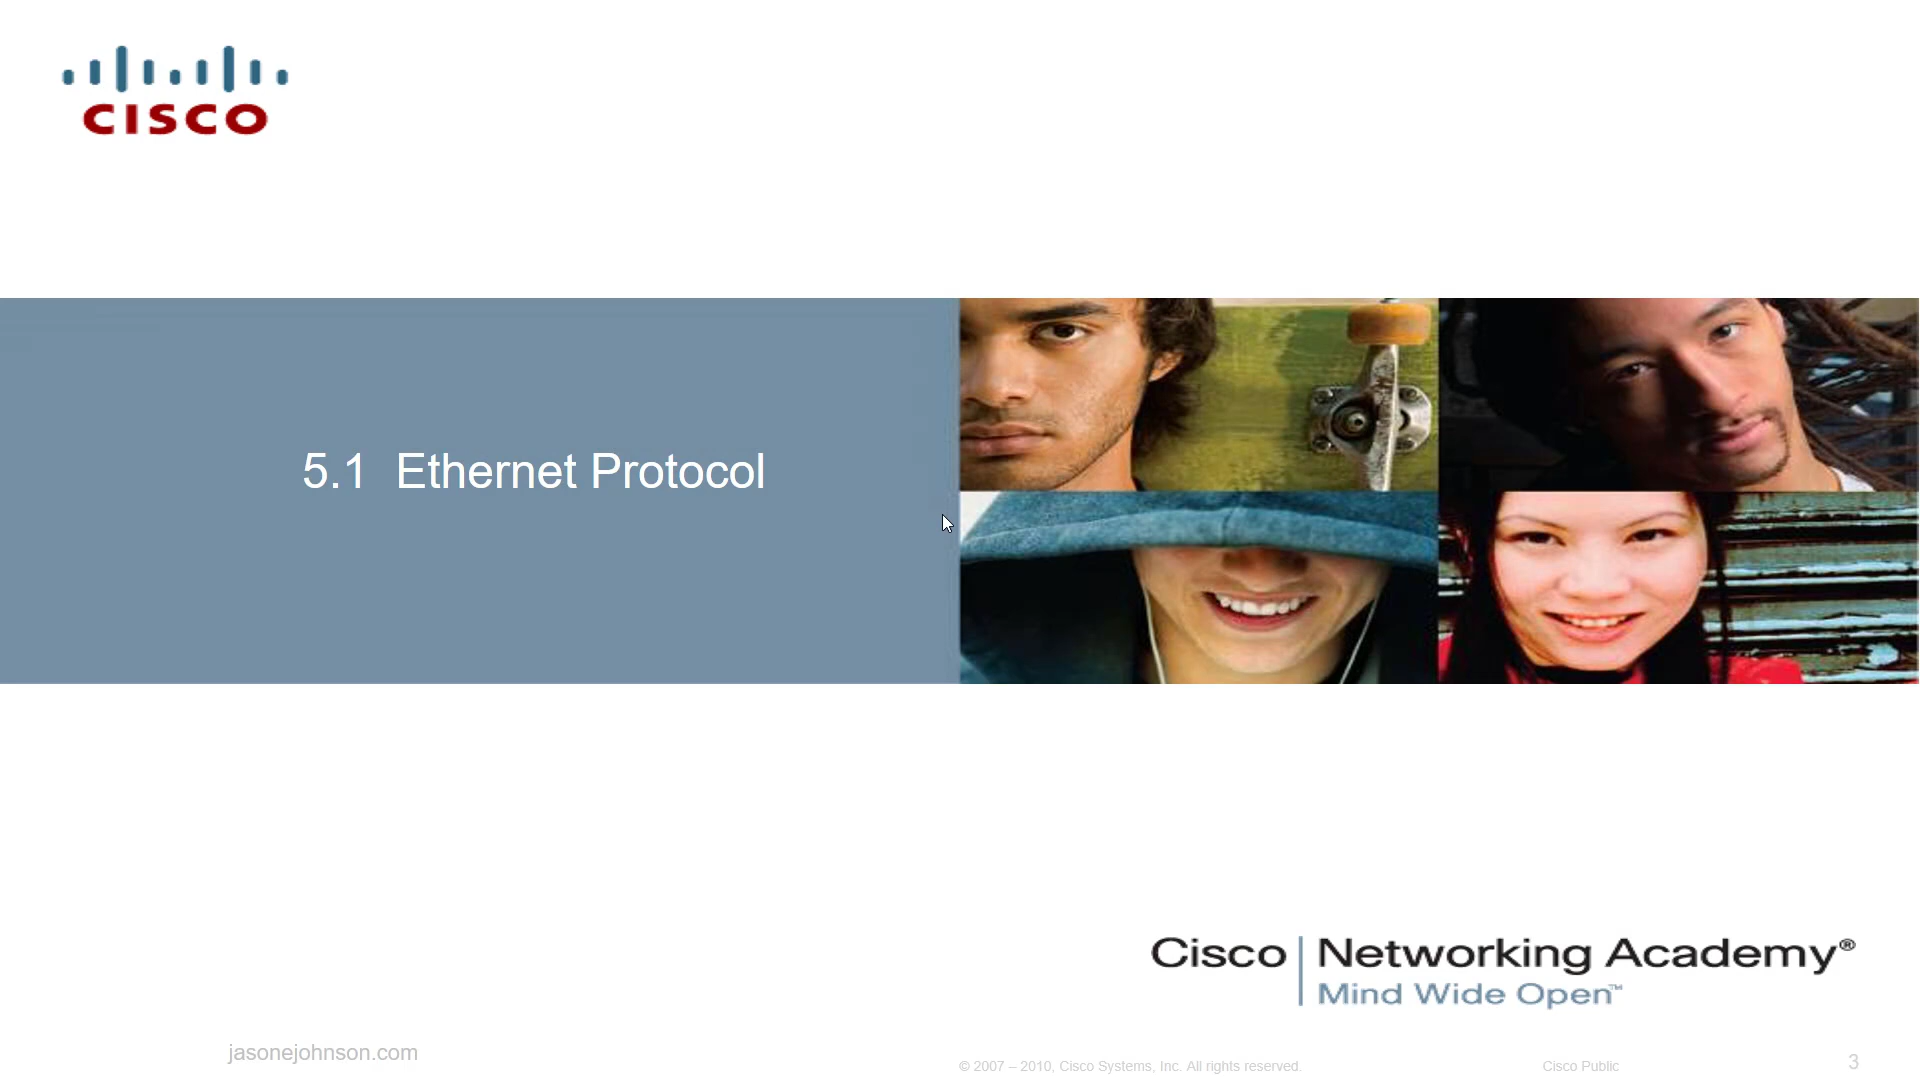 CISCO
5.1 Ethernet Protocol
Cisco | Networking Academy®
Mind Wide Open™
jasonejohnson.com
© 2007 – 2010, Cisco Systems, Inc. All rights reserved.
Cisco Public
3